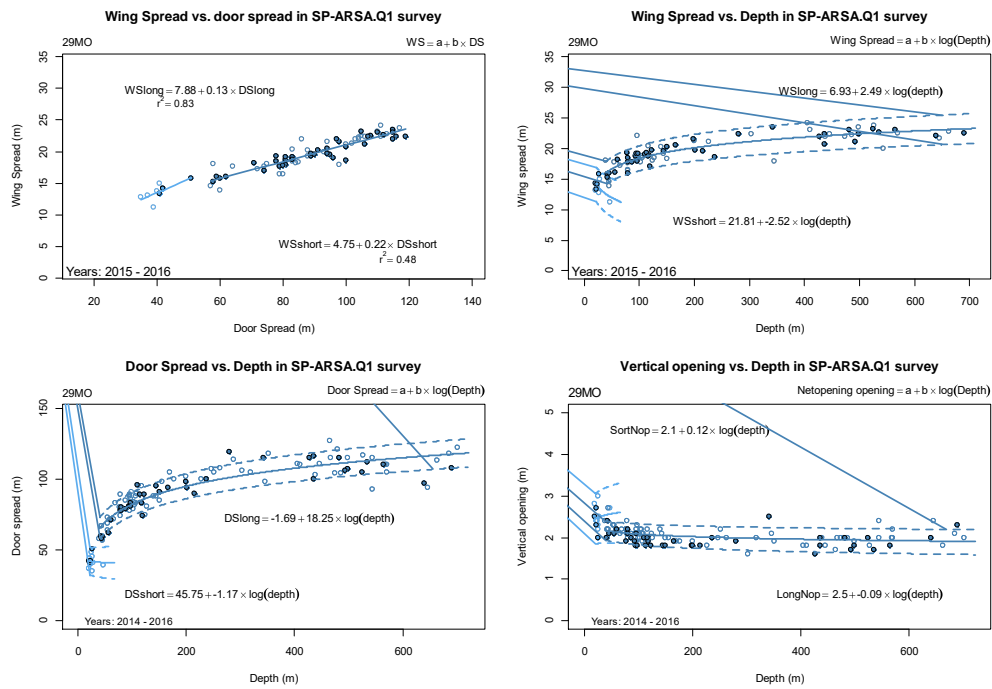 Wing Spread vs. door spread in SP-ARSA.Q1 survey
29MO
WS = a + b × DS
WSlong = 7.88 + 0.13 × DSlong
r² = 0.83
WSshort = 4.75 + 0.22 × DSshort
r² = 0.48
Years: 2015 - 2016
Wing Spread (m)
0 5 10 15 20 25 30 35
20 40 60 80 100 120 140
Door Spread (m)
Wing Spread vs. Depth in SP-ARSA.Q1 survey
29MO
Wing Spread = a + b × log(Depth)
WSlong = 6.93 + 2.49 × log(depth)
WSshort = 21.81 + -2.52 × log(depth)
Years: 2015 - 2016
Wing spread (m)
0 5 10 15 20 25 30 35
0 100 200 300 400 500 600 700
Depth (m)
Door Spread vs. Depth in SP-ARSA.Q1 survey
29MO
Door Spread = a + b × log(Depth)
DSlong = -1.69 + 18.25 × log(depth)
DSshort = 45.75 + -1.17 × log(depth)
Years: 2014 - 2016
Door spread (m)
0 50 100 150
0 200 400 600
Depth (m)
Vertical opening vs. Depth in SP-ARSA.Q1 survey
29MO
Netopening opening = a + b × log(Depth)
SortNop = 2.1 + 0.12 × log(depth)
LongNop = 2.5 + -0.09 × log(depth)
Years: 2014 - 2016
Vertical opening (m)
0 1 2 3 4 5
0 200 400 600
Depth (m)